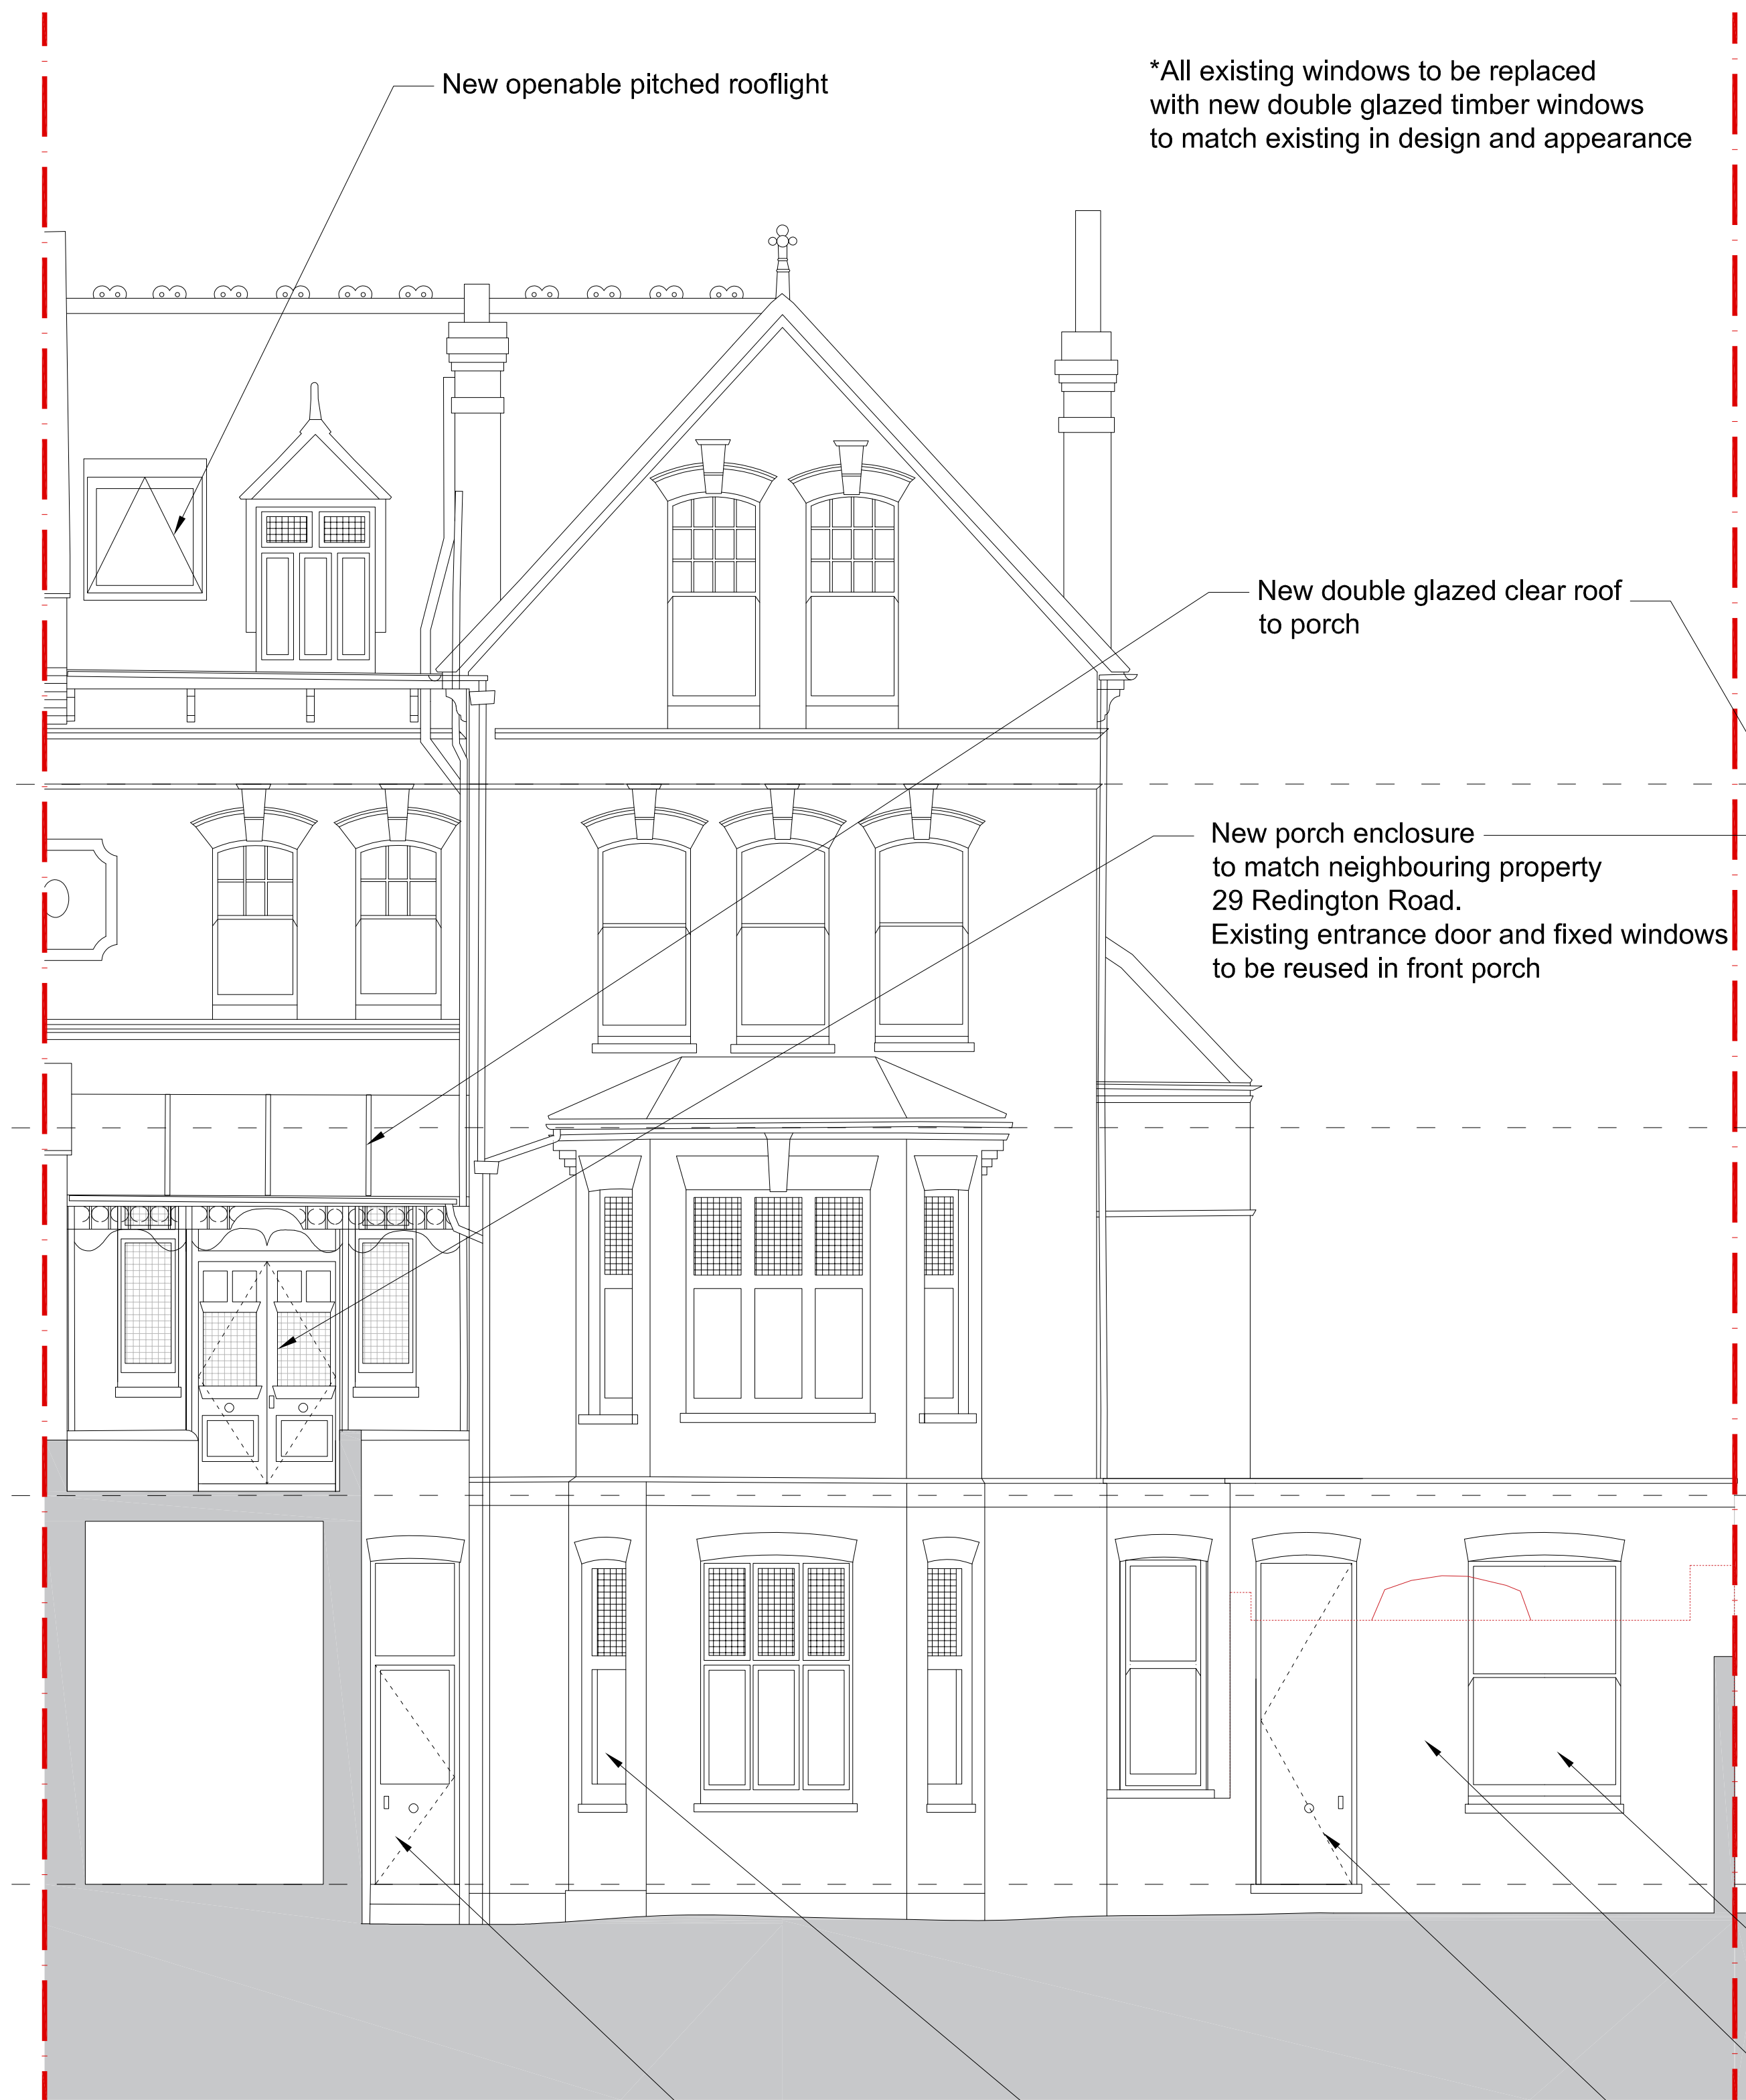 New openable pitched rooflight
*All existing windows to be replaced
with new double glazed timber windows
to match existing in design and appearance
New double glazed clear roof
to porch
New porch enclosure
to match neighbouring property
29 Redington Road.
Existing entrance door and fixed windows
to be reused in front porch